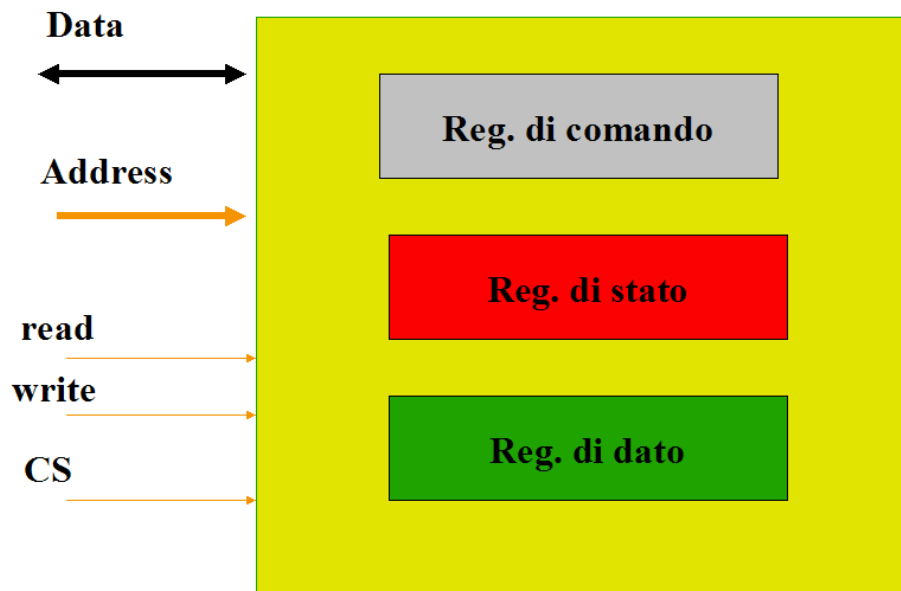 Data
Address
read
write
CS
Reg. di comando
Reg. di stato
Reg. di dato